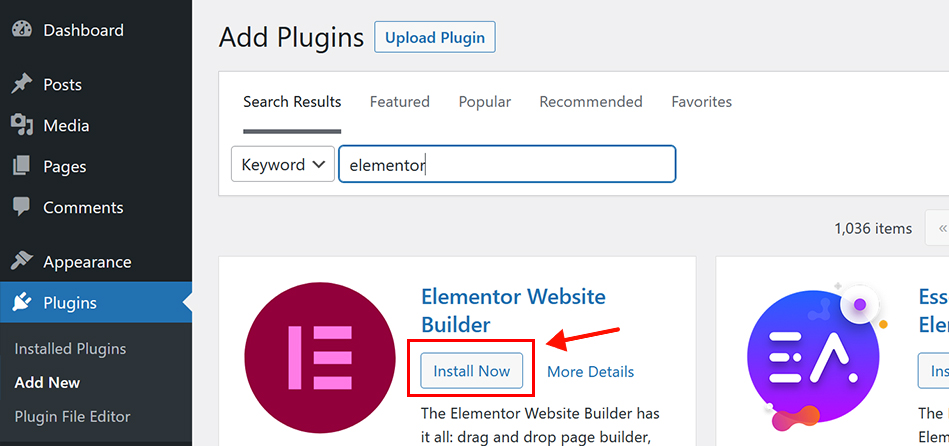 Dashboard
Posts
Media
Pages
Comments
Appearance
Plugins
Installed Plugins
Add New
Plugin File Editor
Add Plugins
Upload Plugin
Search Results
Featured
Popular
Recommended
Favorites
Keyword
elementor
1,036 items
«
Elementor Website
Builder
Install Now
More Details
The Elementor Website Builder has
it all: drag and drop page builder,
Ess
Ele
Ins
The
Elem